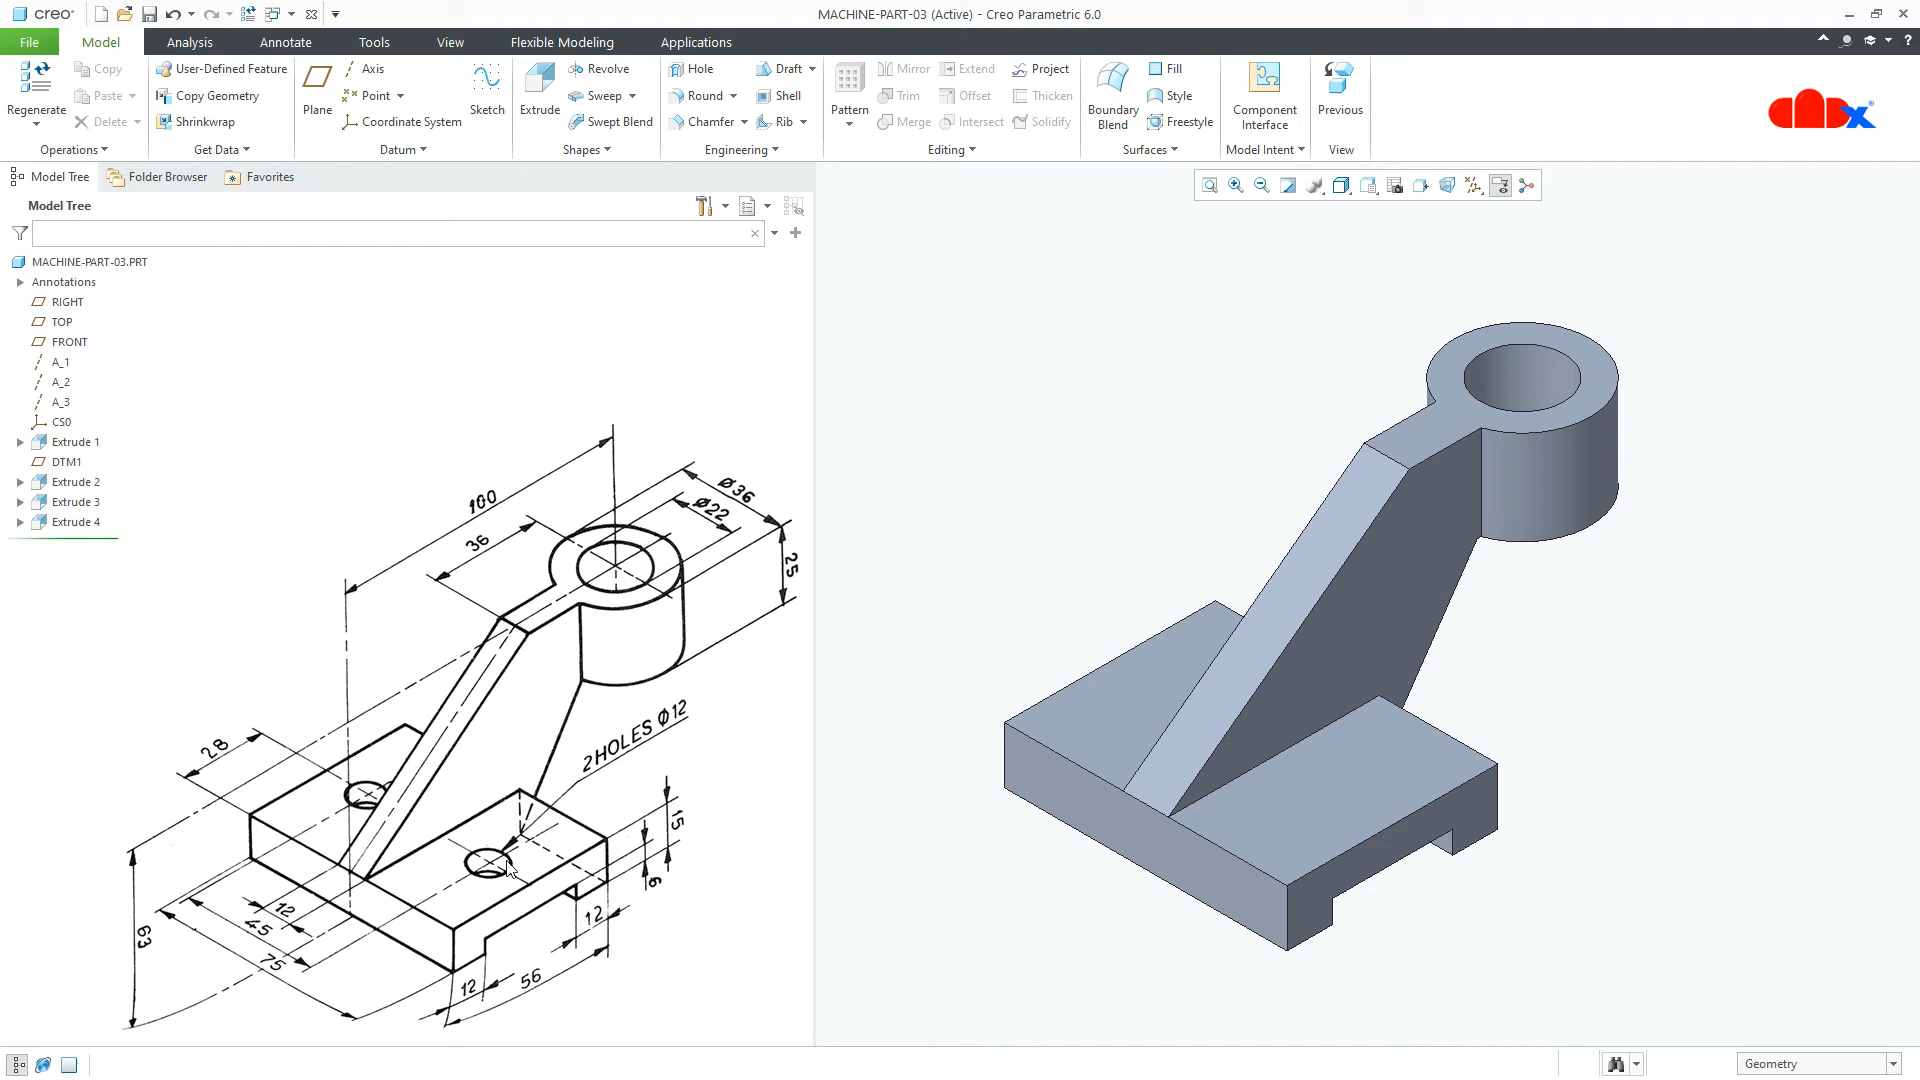 creo
MACHINE-PART-03 (Active) - Creo Parametric 6.0
File Model Analysis Annotate Tools View Flexible Modeling Applications
Regenerate
Copy
Paste
Delete
Operations
User-Defined Feature
Copy Geometry
Shrinkwrap
Get Data
Plane
Axis
Point
Coordinate System
Sketch
Datum
Extrude
Revolve
Sweep
Swept Blend
Shapes
Hole
Round
Chamfer
Draft
Shell
Rib
Engineering
Pattern
Mirror
Trim
Merge
Extend
Offset
Intersect
Project
Thicken
Solidify
Editing
Boundary
Blend
Fill
Style
Freestyle
Surfaces
Component
Interface
Model Intent
Previous
View
Model Tree Folder Browser Favorites
Model Tree
MACHINE-PART-03.PRT
Annotations
RIGHT
TOP
FRONT
A_1
A_2
A_3
CS0
Extrude 1
DTM1
Extrude 2
Extrude 3
Extrude 4
100
36
Ø36
Ø22
25
2 HOLES Ø12
28
15
6
12
45
75
63
12
12
56
Geometry